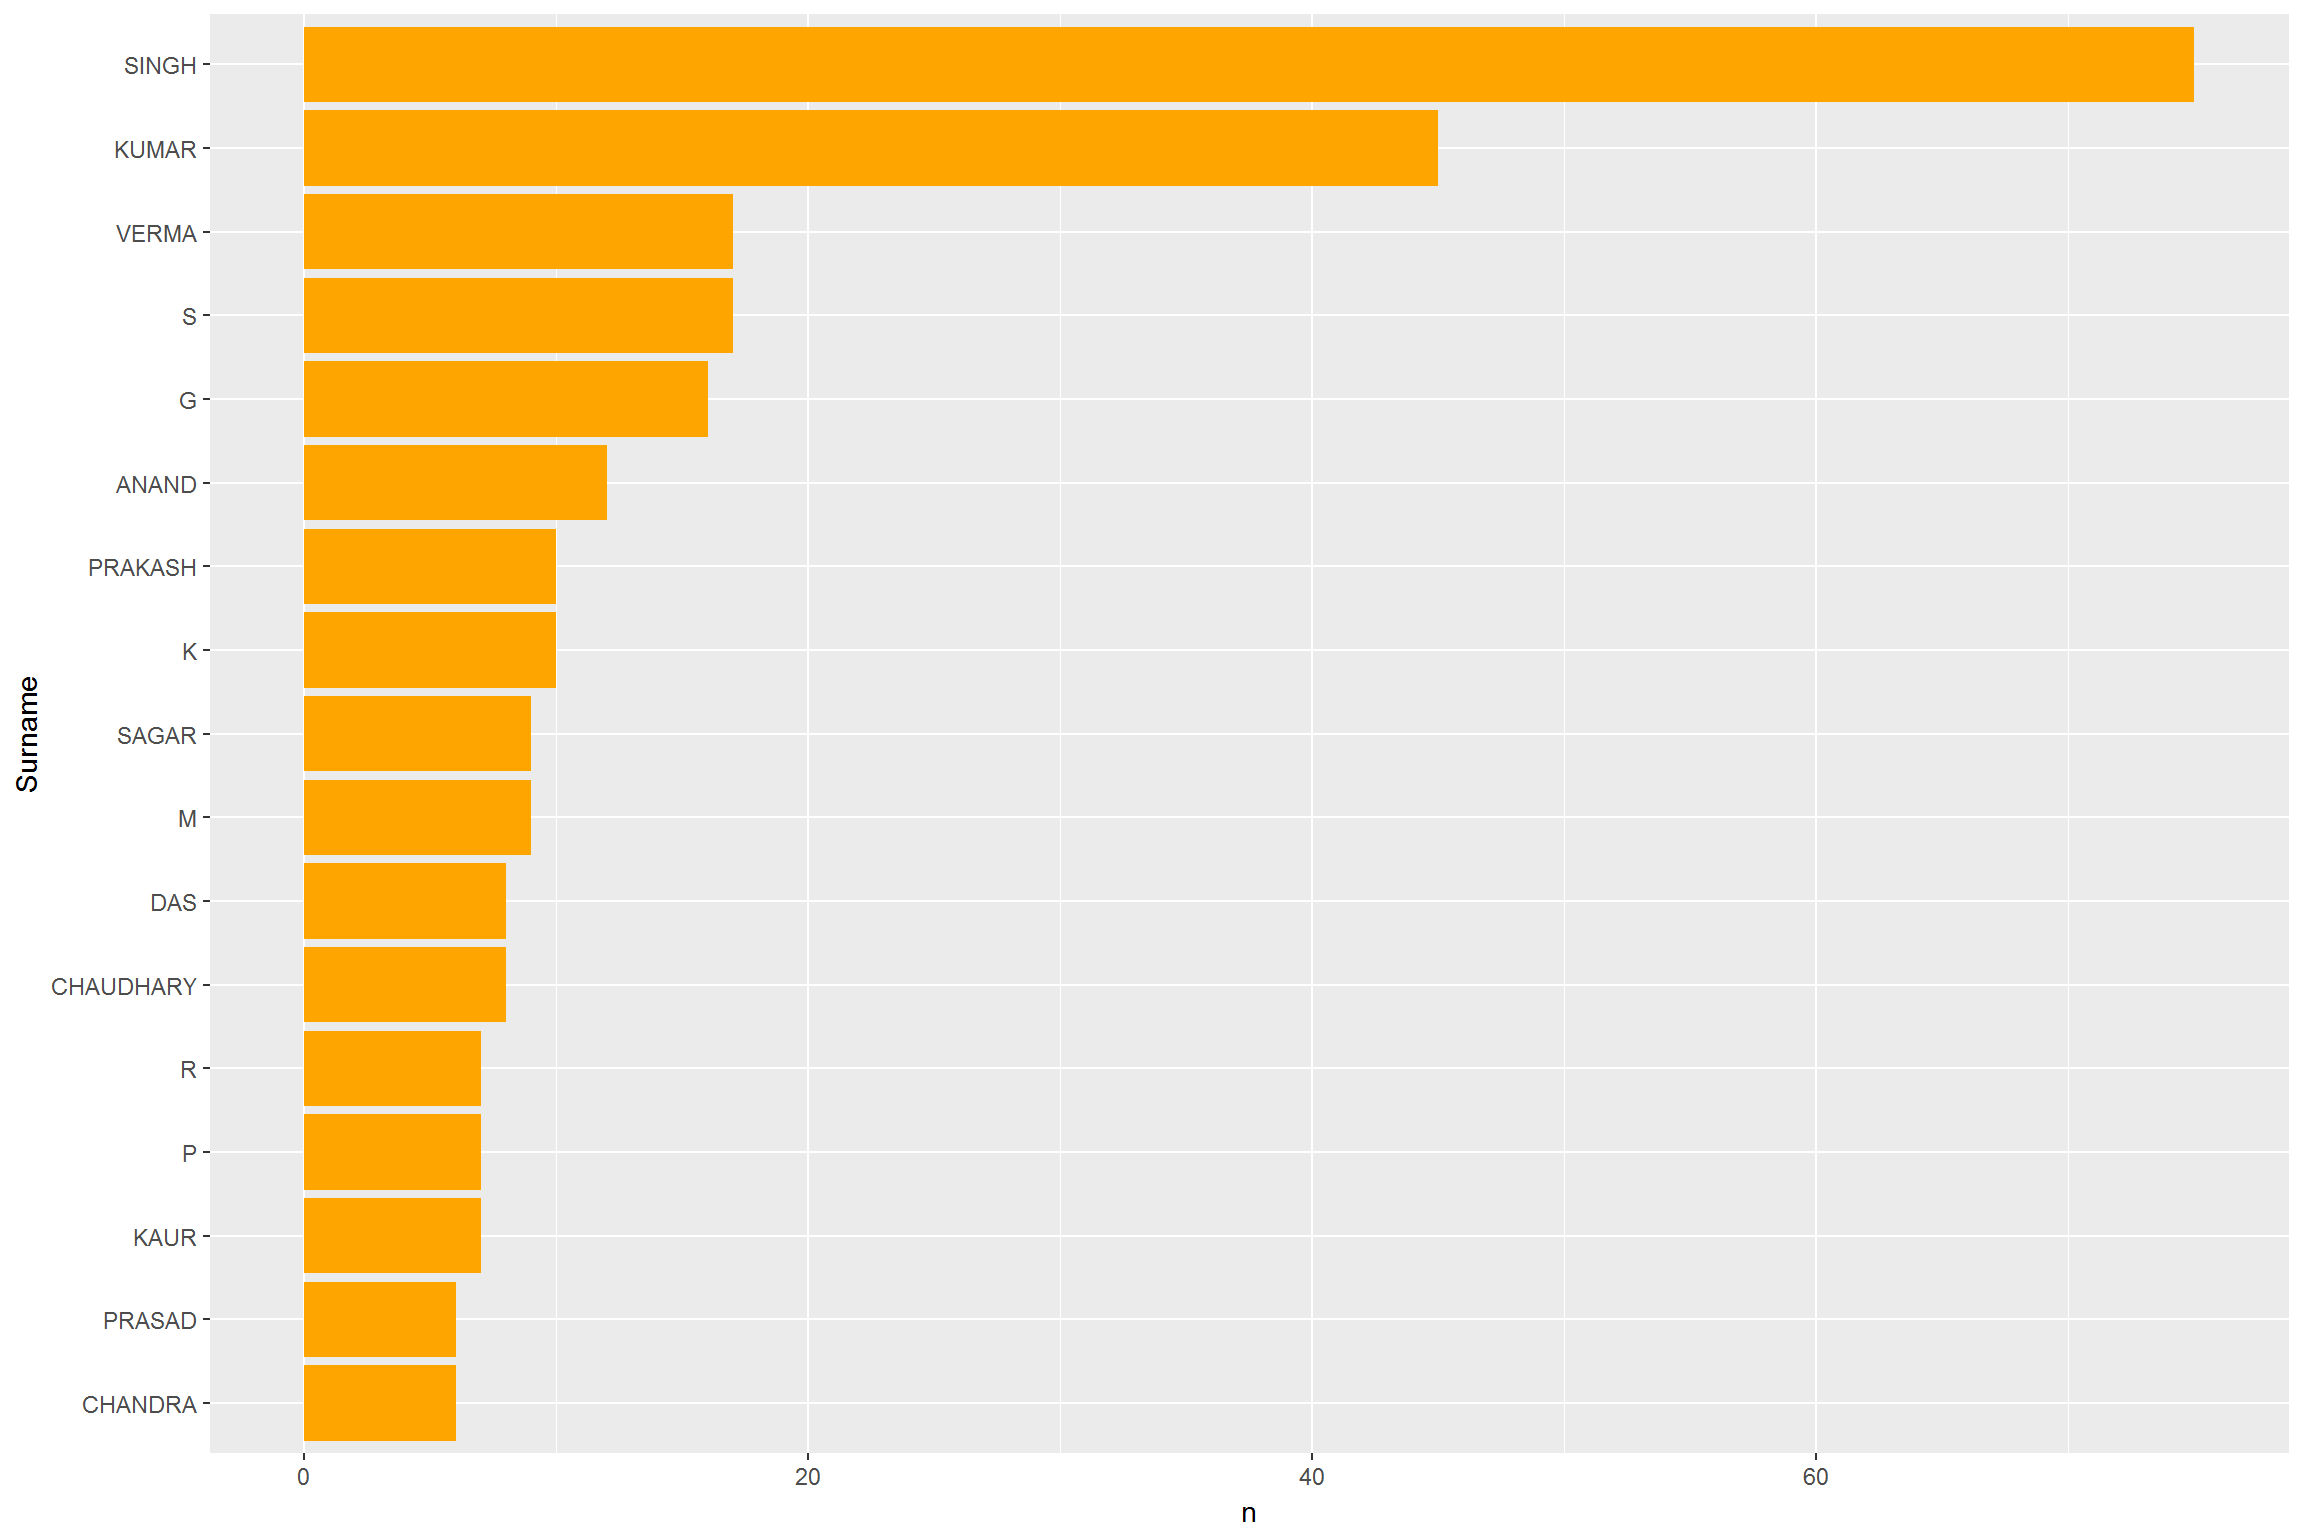 SINGH
KUMAR
VERMA
S
G
ANAND
PRAKASH
K
SAGAR
M
DAS
CHAUDHARY
R
P
KAUR
PRASAD
CHANDRA
Surname
0 20 40 60
n